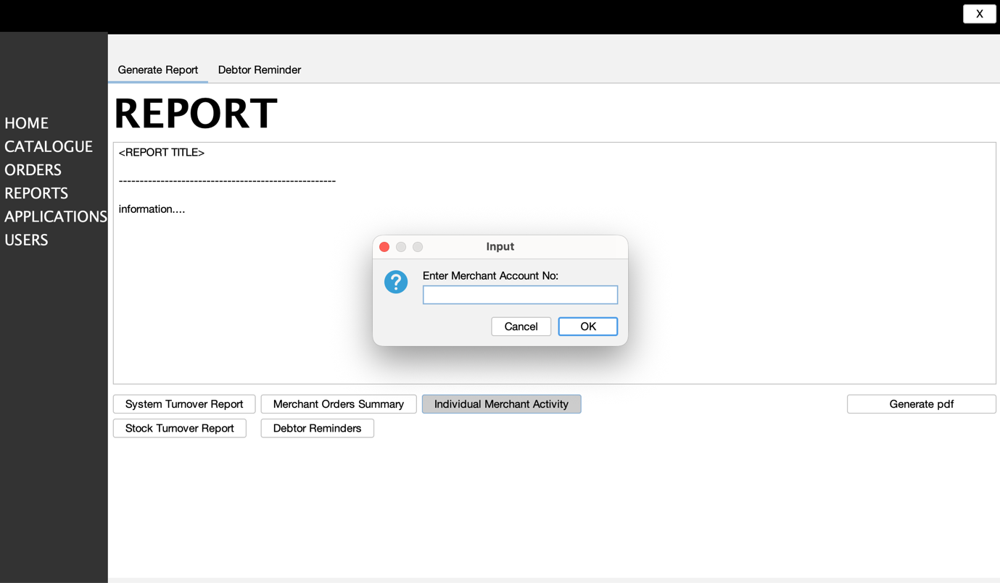 X
Generate Report Debtor Reminder
REPORT
HOME
CATALOGUE
ORDERS
REPORTS
APPLICATIONS
USERS
<REPORT TITLE>
----------------------------------------------------
information....
Input
?
Enter Merchant Account No:
Cancel OK
System Turnover Report Merchant Orders Summary Individual Merchant Activity Generate pdf
Stock Turnover Report Debtor Reminders